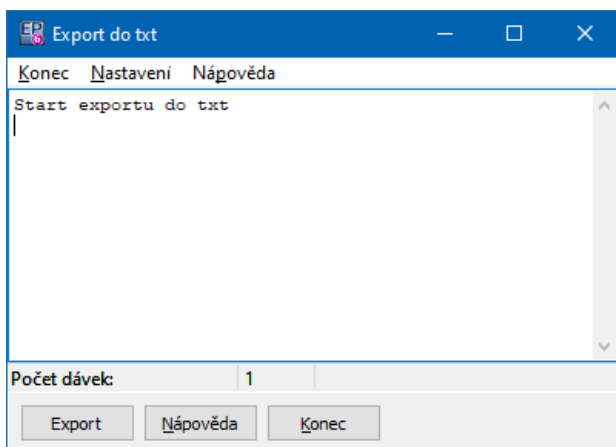 Export do txt
Konec Nastavení Nápověda
Start exportu do txt
Počet dávek: 1
Export Nápověda Konec